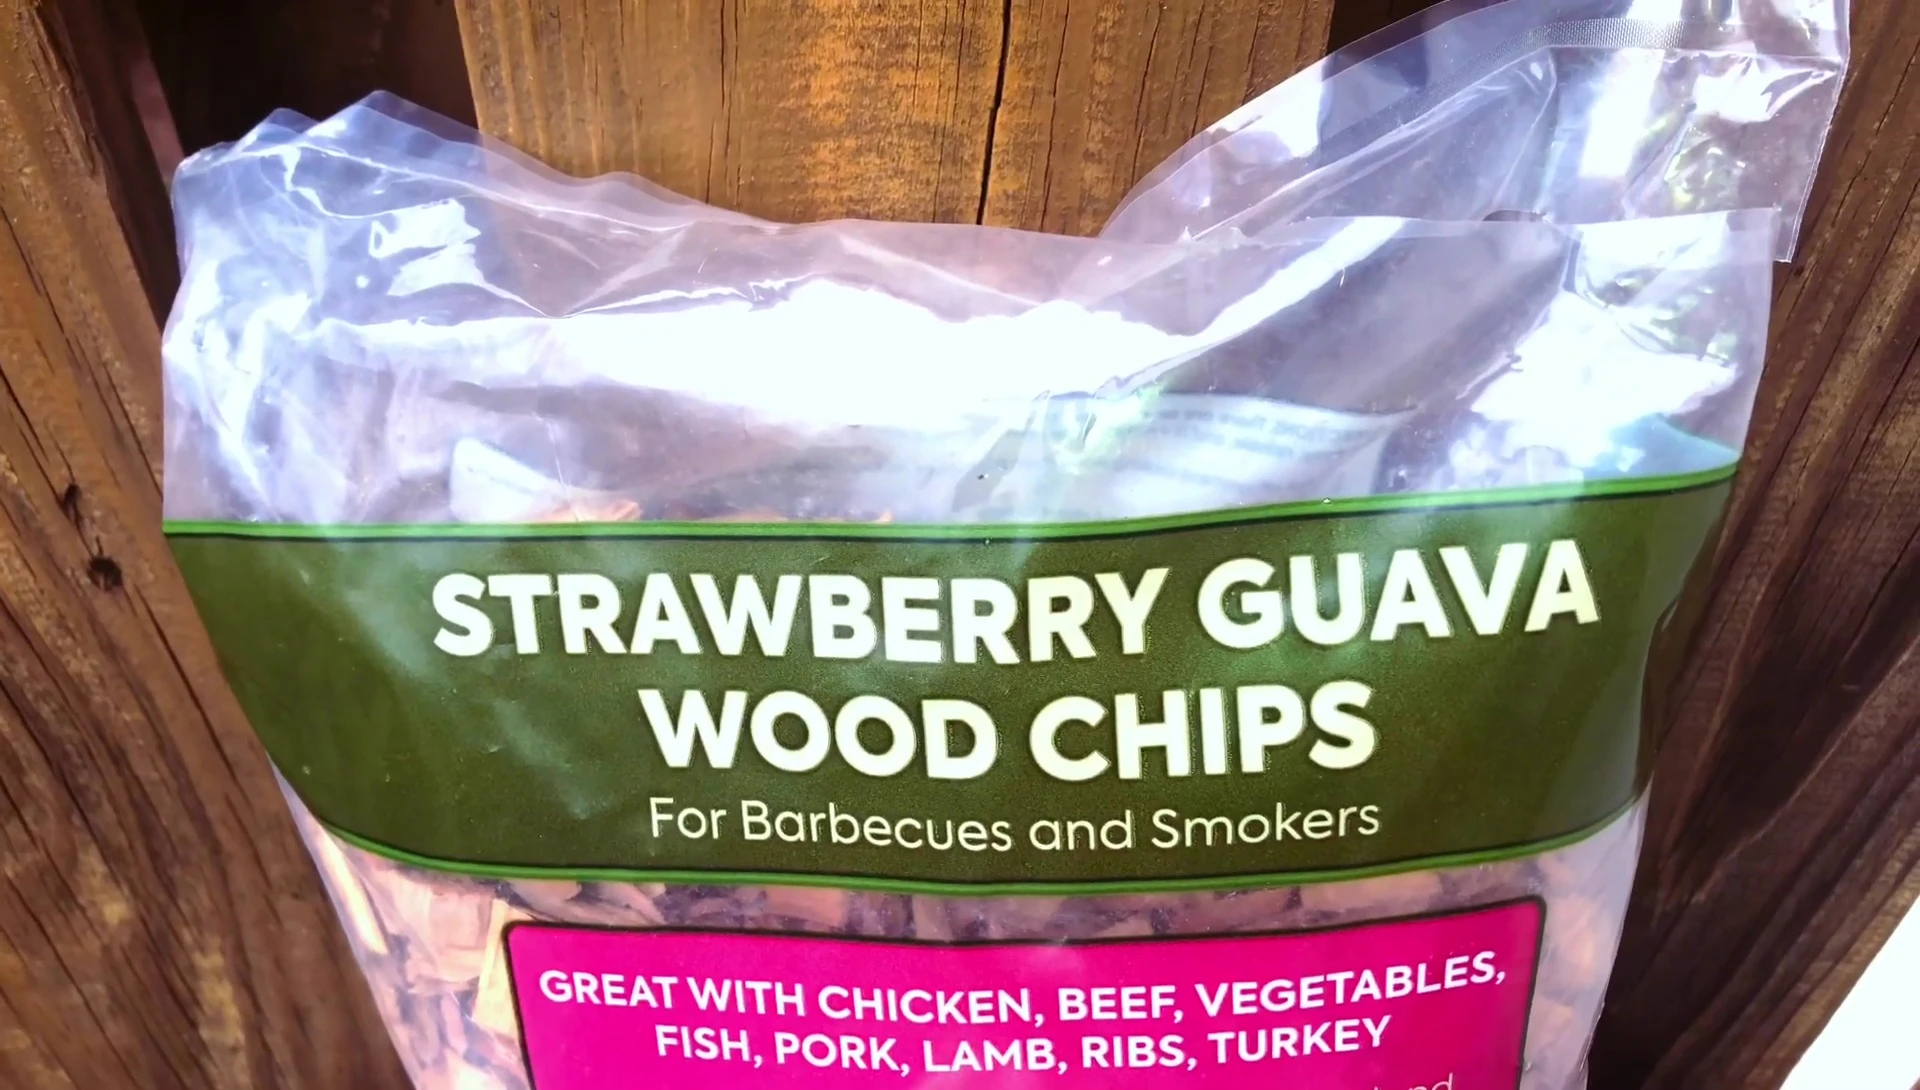 STRAWBERRY GUAVA
WOOD CHIPS
For Barbecues and Smokers
GREAT WITH CHICKEN, BEEF, VEGETABLES,
FISH, PORK, LAMB, RIBS, TURKEY